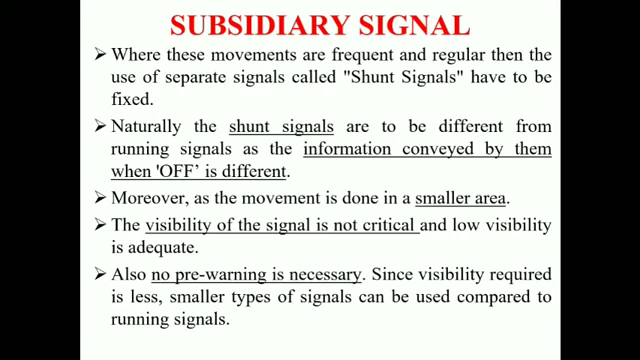 SUBSIDIARY SIGNAL
➢ Where these movements are frequent and regular then the
use of separate signals called "Shunt Signals" have to be
fixed.
➢ Naturally the shunt signals are to be different from
running signals as the information conveyed by them
when 'OFF' is different.
➢ Moreover, as the movement is done in a smaller area.
➢ The visibility of the signal is not critical and low visibility
is adequate.
➢ Also no pre-warning is necessary. Since visibility required
is less, smaller types of signals can be used compared to
running signals.